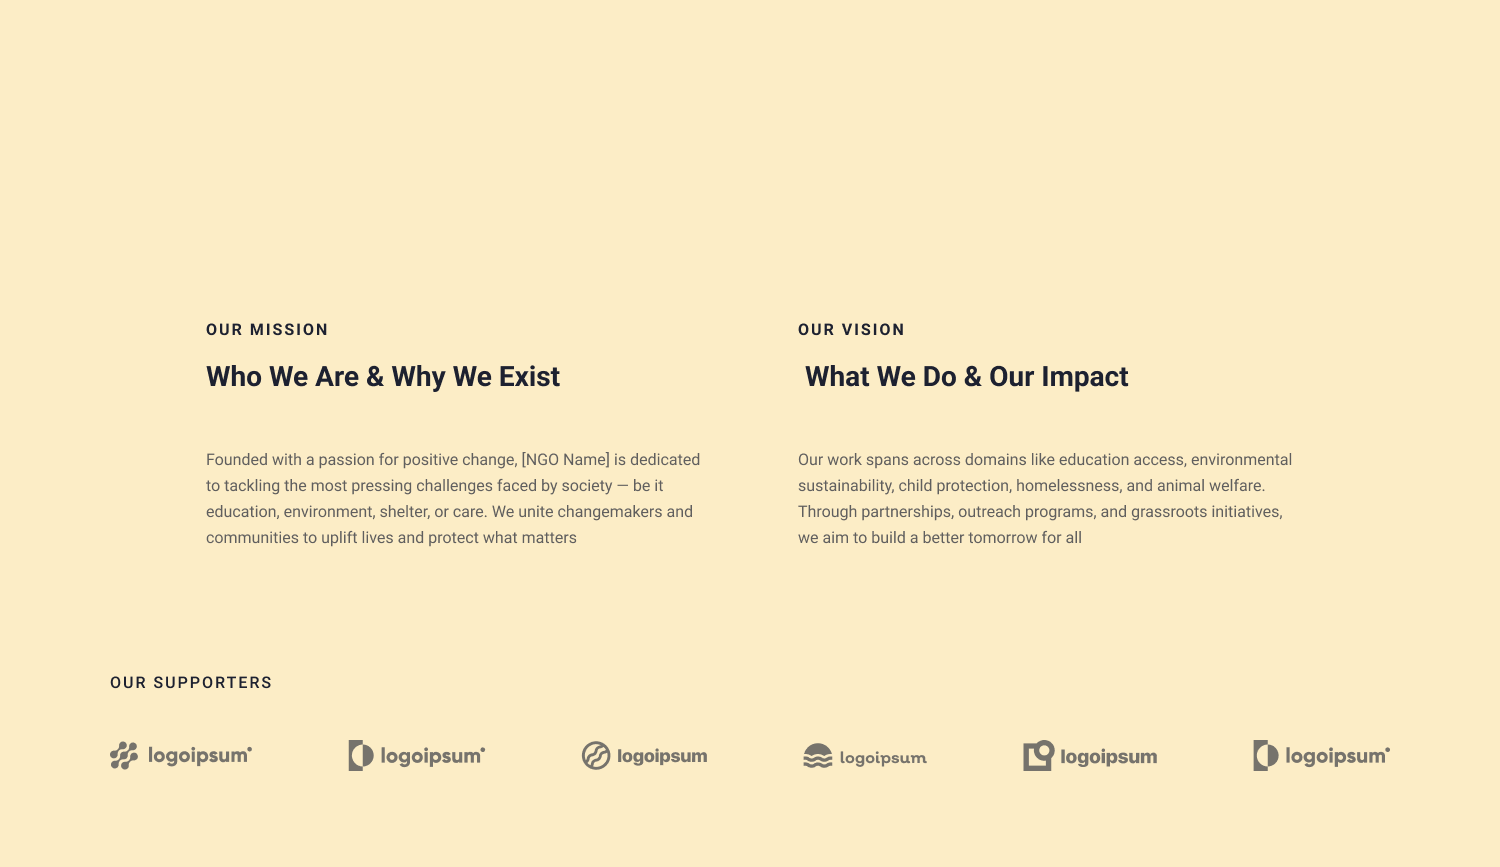 OUR MISSION
Who We Are & Why We Exist
Founded with a passion for positive change, [NGO Name] is dedicated
to tackling the most pressing challenges faced by society — be it
education, environment, shelter, or care. We unite changemakers and
communities to uplift lives and protect what matters
OUR VISION
What We Do & Our Impact
Our work spans across domains like education access, environmental
sustainability, child protection, homelessness, and animal welfare.
Through partnerships, outreach programs, and grassroots initiatives,
we aim to build a better tomorrow for all
OUR SUPPORTERS
logoipsum
logoipsum
logoipsum
logoipsum
logoipsum
logoipsum